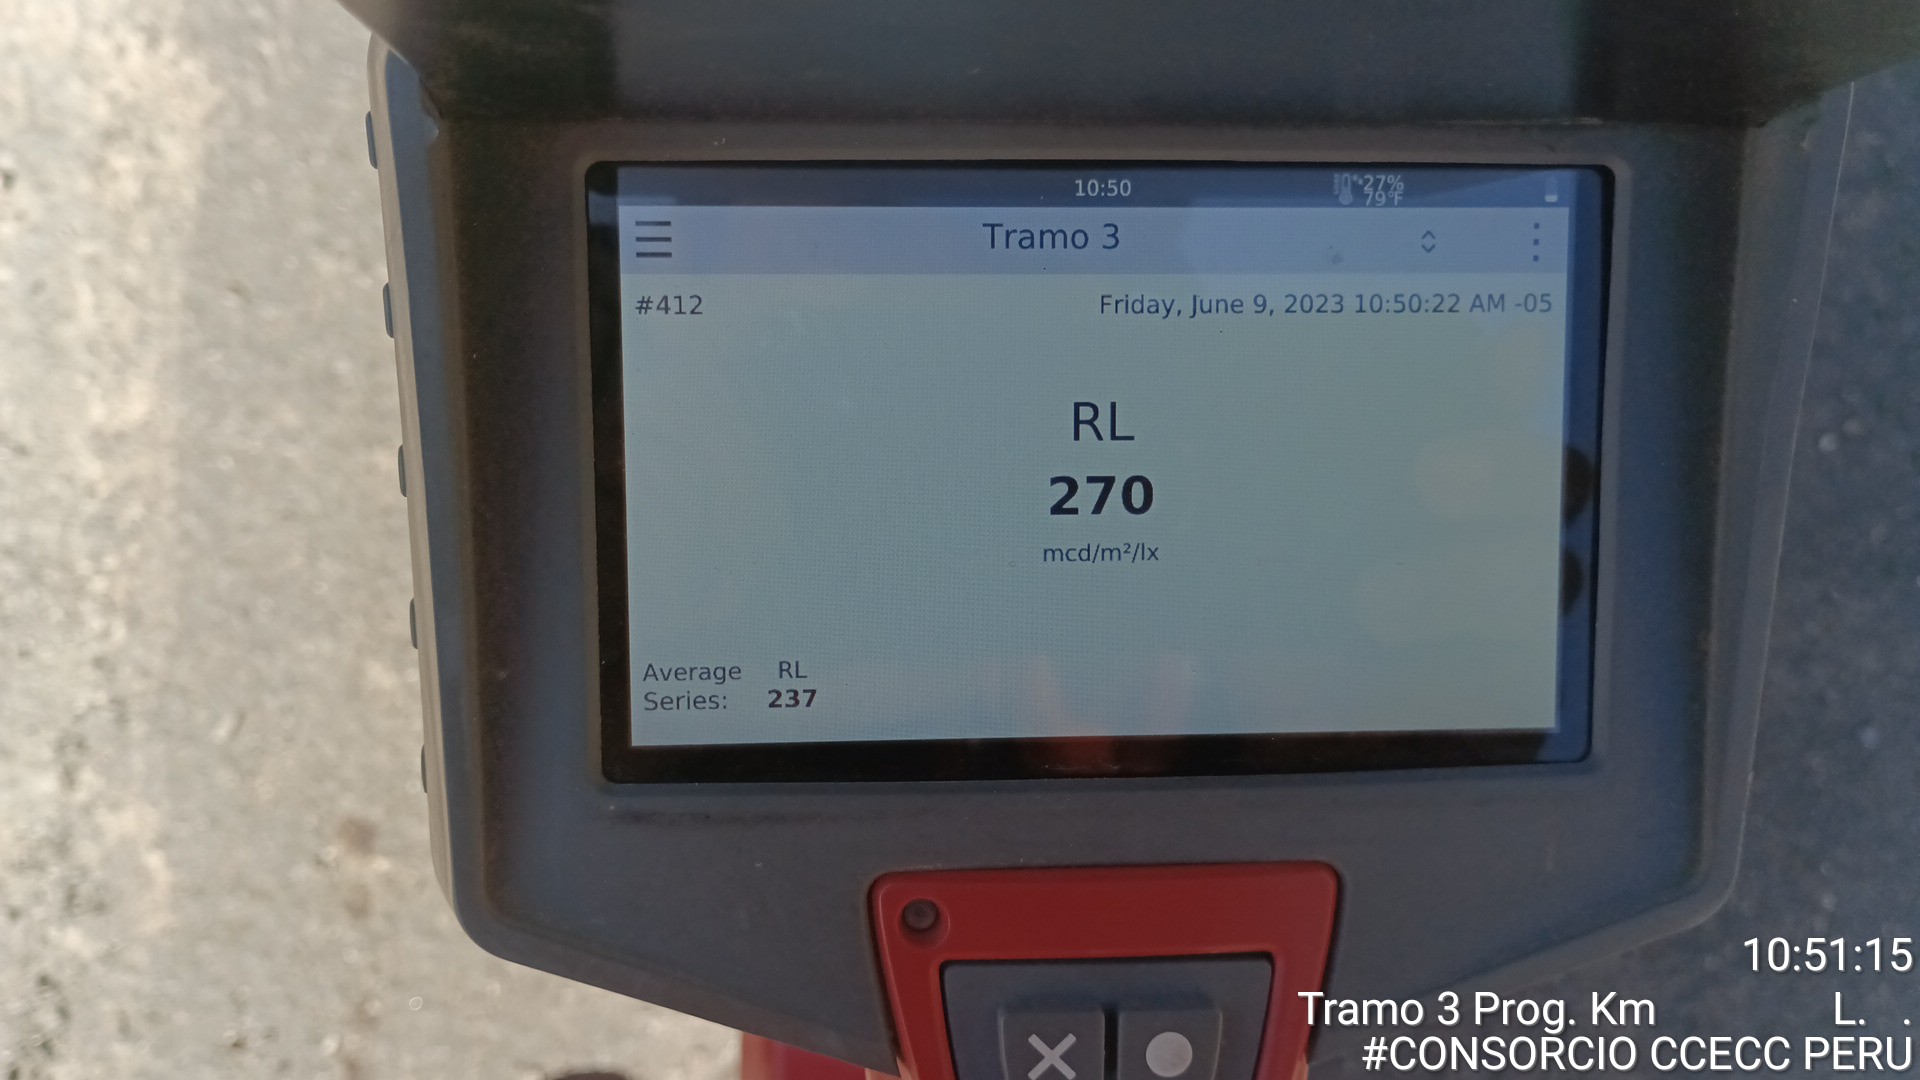 10:50
27%
79°F
Tramo 3
#412
Friday, June 9, 2023 10:50:22 AM -05
RL
270
mcd/m²/lx
Average RL
Series: 237
10:51:15
Tramo 3 Prog. Km L. .
#CONSORCIO CCECC PERU